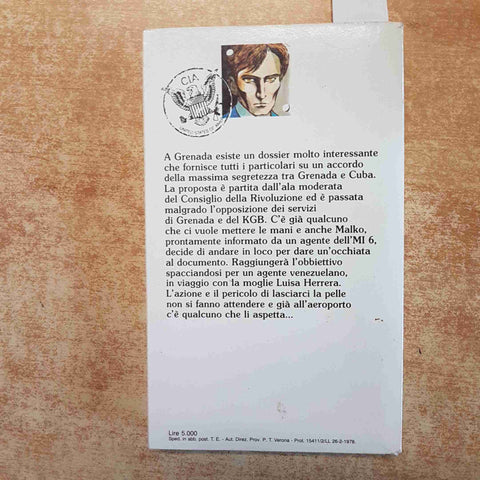 CIA
UNITED STATES OF
A Grenada esiste un dossier molto interessante
che fornisce tutti i particolari su un accordo
della massima segretezza tra Grenada e Cuba.
La proposta è partita dall'ala moderata
del Consiglio della Rivoluzione ed è passata
malgrado l'opposizione dei servizi
di Grenada e del KGB. C'è già qualcuno
che ci vuole mettere le mani e anche Malko,
prontamente informato da un agente dell'MI 6,
decide di andare in loco per dare un'occhiata
al documento. Raggiungerà l'obbiettivo
spacciandosi per un agente venezuelano,
in viaggio con la moglie Luisa Herrera.
L'azione e il pericolo di lasciarci la pelle
non si fanno attendere e già all'aeroporto
c'è qualcuno che li aspetta...
Lire 5.000
Sped. in abb. post. T. E. - Aut. Direz. Prov. P. T. Verona - Prot. 15411/2/LL 26-2-1978.